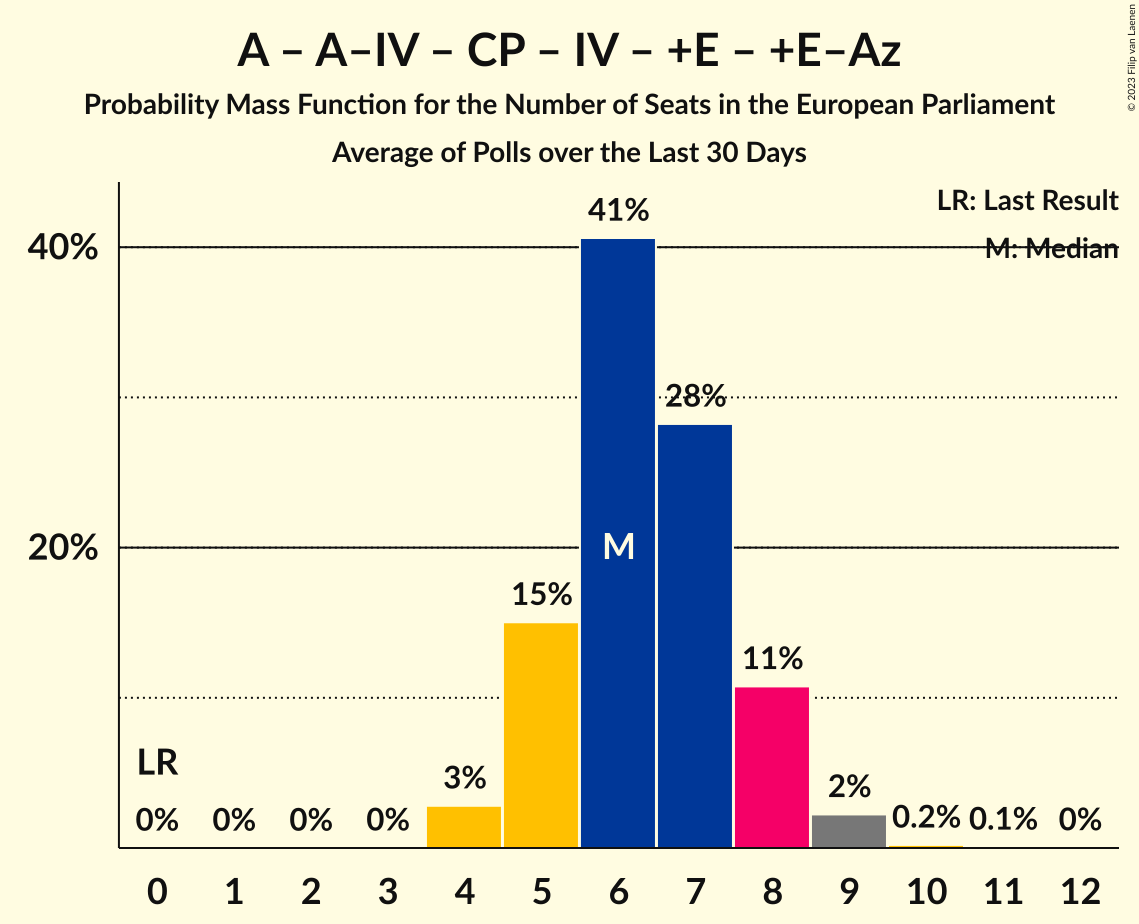 A – A–IV – CP – IV – +E – +E–Az
Probability Mass Function for the Number of Seats in the European Parliament
Average of Polls over the Last 30 Days
© 2023 Filip van Laenen
LR: Last Result
M: Median
40%
20%
41%
28%
M
15%
11%
LR
3%
2%
0%
0%
0%
0%
0.2%
0.1%
0%
0 1 2 3 4 5 6 7 8 9 10 11 12